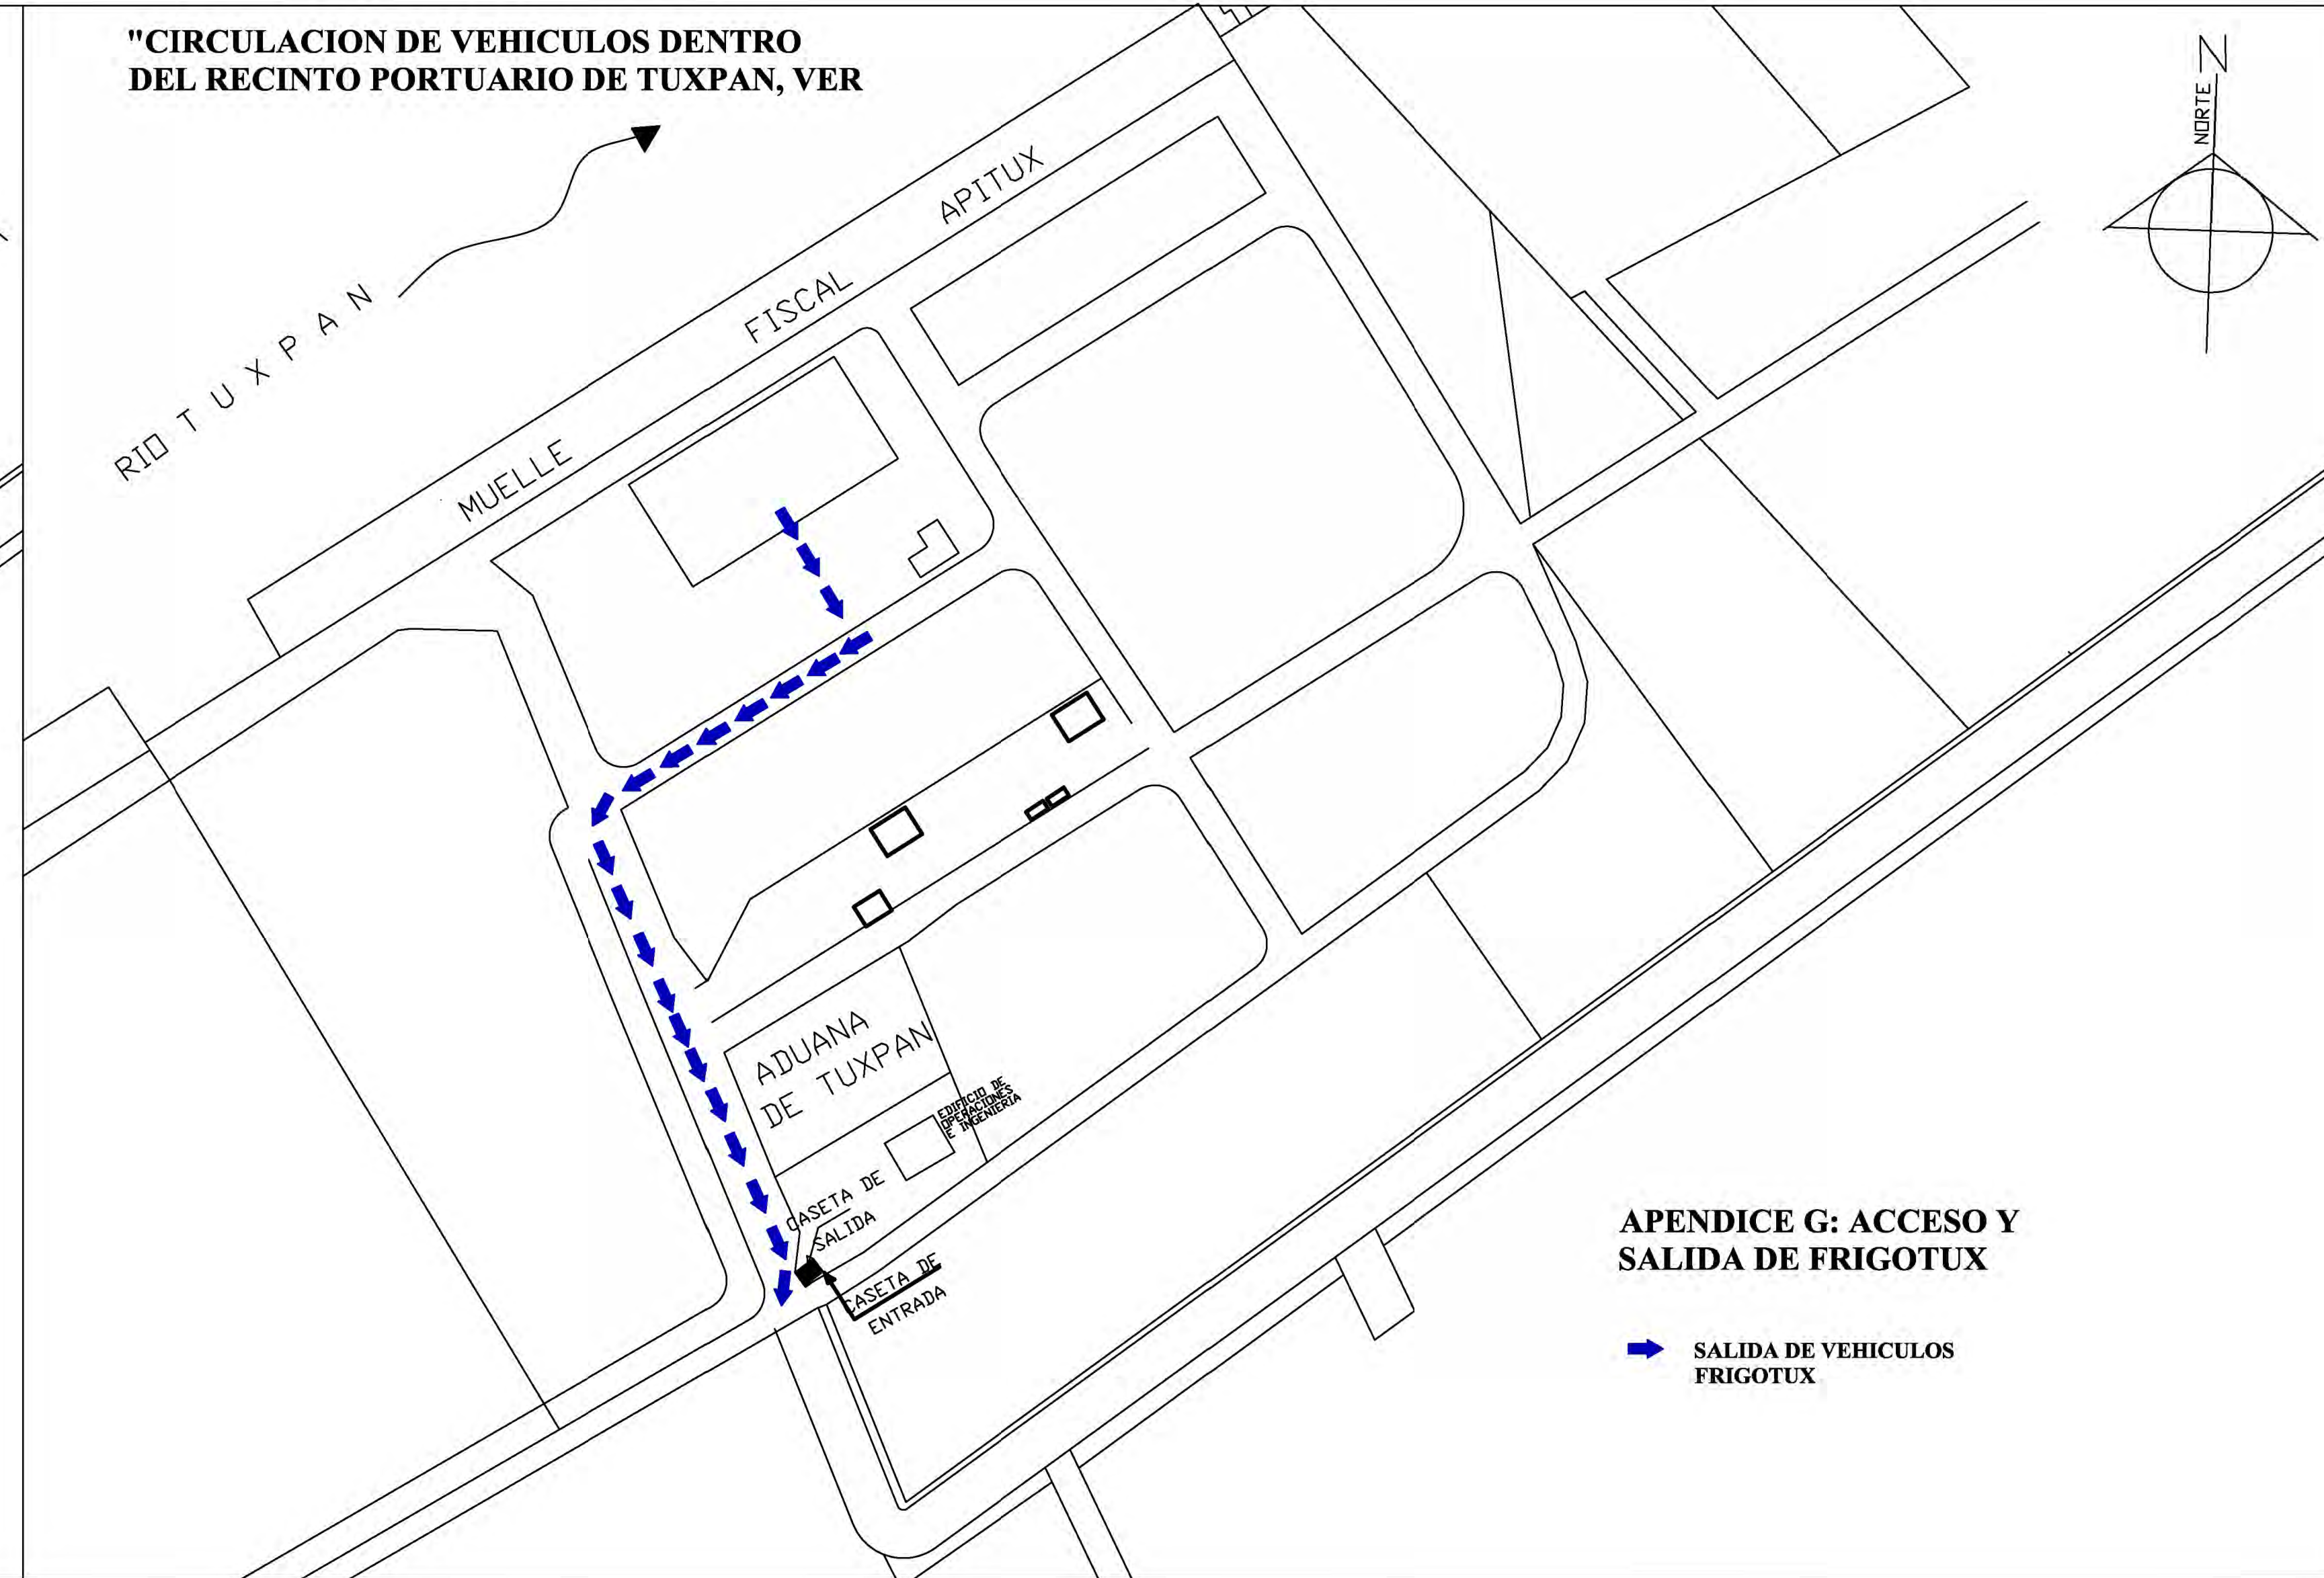 "CIRCULACION DE VEHICULOS DENTRO
DEL RECINTO PORTUARIO DE TUXPAN, VER
N
NORTE
RIO TUXPAN
MUELLE FISCAL APITUX
ADUANA
DE TUXPAN
EDIFICIO DE
OPERACIONES
E INGENIERIA
CASETA DE
SALIDA
CASETA DE
ENTRADA
APENDICE G: ACCESO Y
SALIDA DE FRIGOTUX
SALIDA DE VEHICULOS
FRIGOTUX